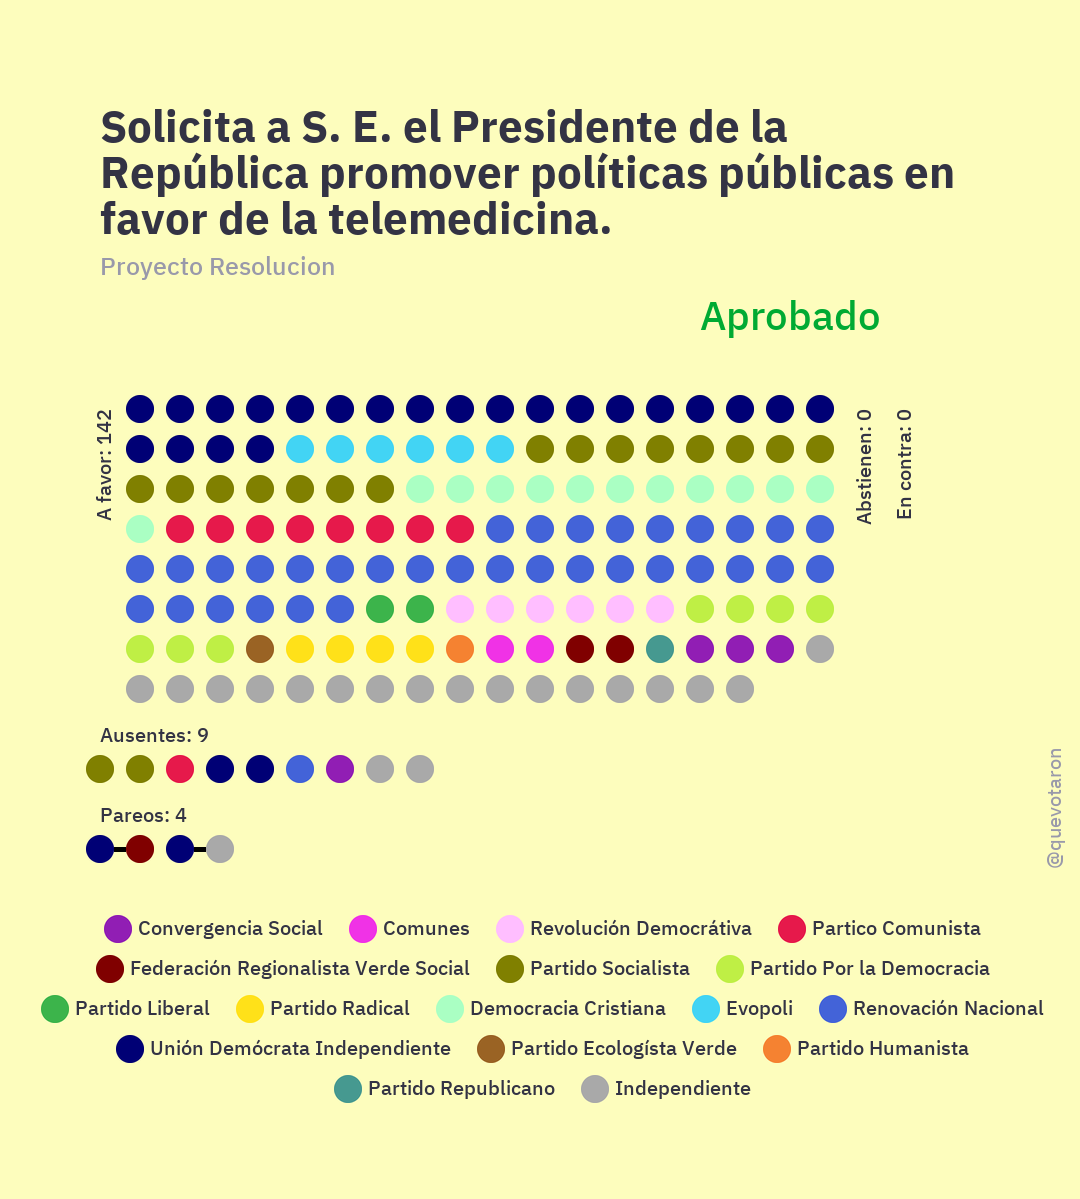 Solicita a S. E. el Presidente de la
República promover políticas públicas en
favor de la telemedicina.
Proyecto Resolucion
Aprobado
A favor: 142
Abstienen: 0
En contra: 0
Ausentes: 9
Pareos: 4
@quevotaron
Convergencia Social Comunes Revolución Democrátiva Partico Comunista
Federación Regionalista Verde Social Partido Socialista Partido Por la Democracia
Partido Liberal Partido Radical Democracia Cristiana Evopoli Renovación Nacional
Unión Demócrata Independiente Partido Ecologísta Verde Partido Humanista
Partido Republicano Independiente